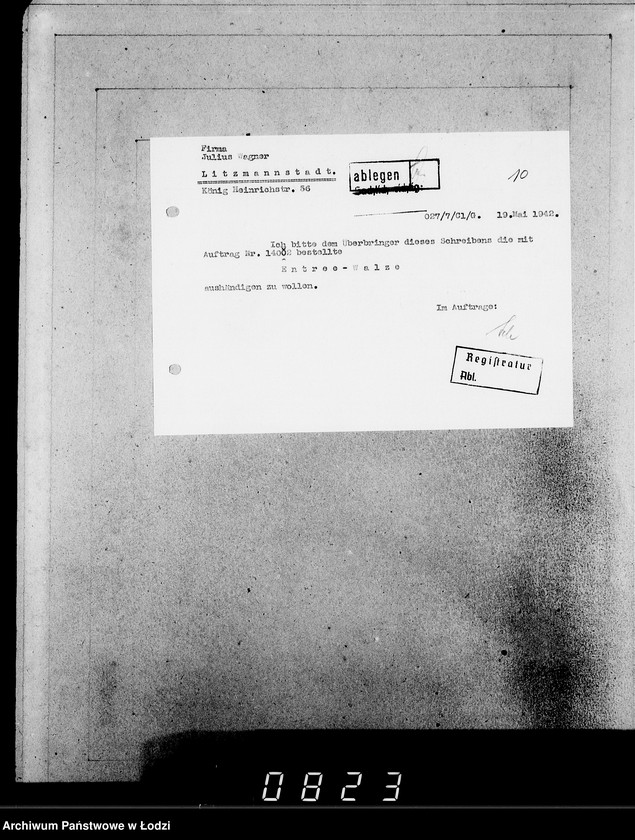 Firma
Julius Wagner
Litzmannstadt.
König Heinrichstr. 56
ablegen
10
027/7/Cl/G. 19.Mai 1942.
Ich bitte dem Überbringer dieses Schreibens die mit
Auftrag Nr. 14002 bestellte
Entree-Walze
aushändigen zu wollen.
Im Auftrage:
Registratur
Abl.
0823
Archiwum Państwowe w Łodzi